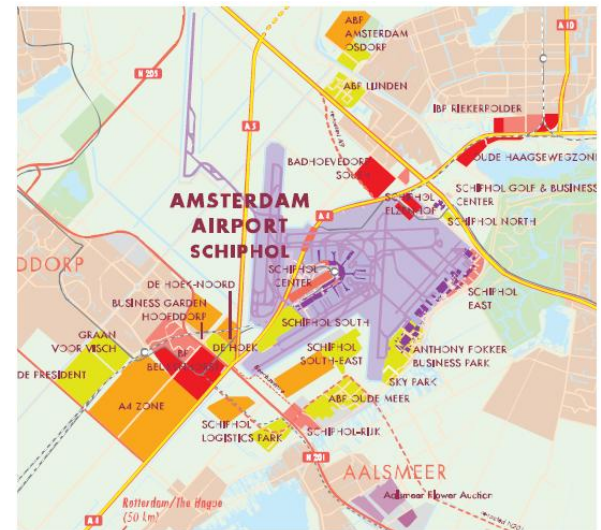 ABF
AMSTERDAM
OSDORP
A 10
N 205
ABF LIJNDEN
IBF RIEKERPOLDER
A 5
OUDE HAAGSEWEGZONE
BADHOEVEDORP
SOUTH
SCHIPHOL GOLF & BUSINESS
CENTER
SCHIPHOL
ELZENHOF
SCHIPHOL NORTH
AMSTERDAM
AIRPORT
SCHIPHOL
A 4
SCHIPHOL
CENTER
DDORP
DE HOEK-NOORD
BUSINESS GARDEN
HOOFDDORP
SCHIPHOL
EAST
SCHIPHOL SOUTH
GRAAN
VOOR VISCH
DE HOEK
SCHIPHOL
SOUTH-EAST
ANTHONY FOKKER
BUSINESS PARK
DE PRESIDENT
SKY PARK
A4 ZONE
ABF OUDE MEER
SCHIPHOL
LOGISTICS PARK
SCHIPHOL-RIJK
N 201
AALSMEER
Aalsmeer Flower Auction
Rotterdam/The Hague
(50 km)
A 4